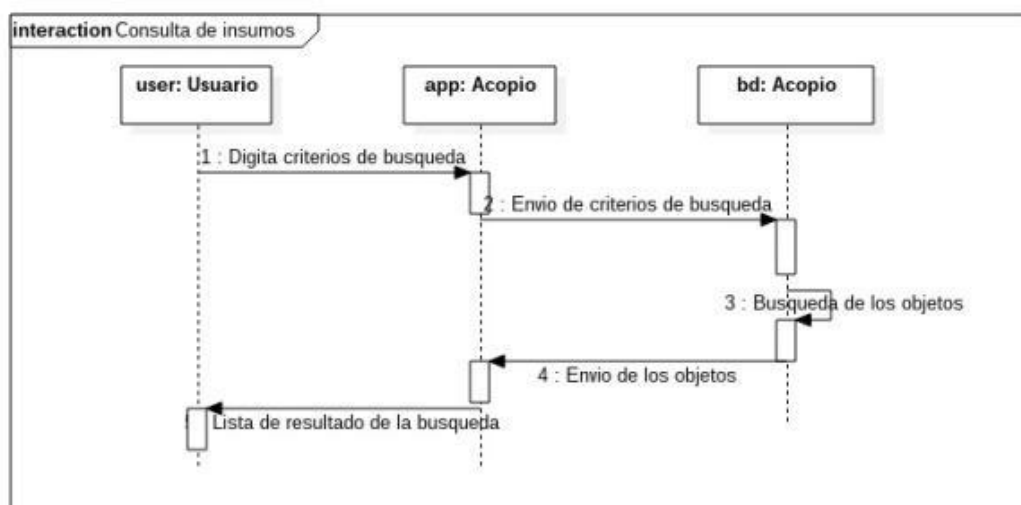 interaction Consulta de insumos
user: Usuario
app: Acopio
bd: Acopio
1 : Digita criterios de busqueda
2 : Envio de criterios de busqueda
3 : Busqueda de los objetos
4 : Envio de los objetos
Lista de resultado de la busqueda